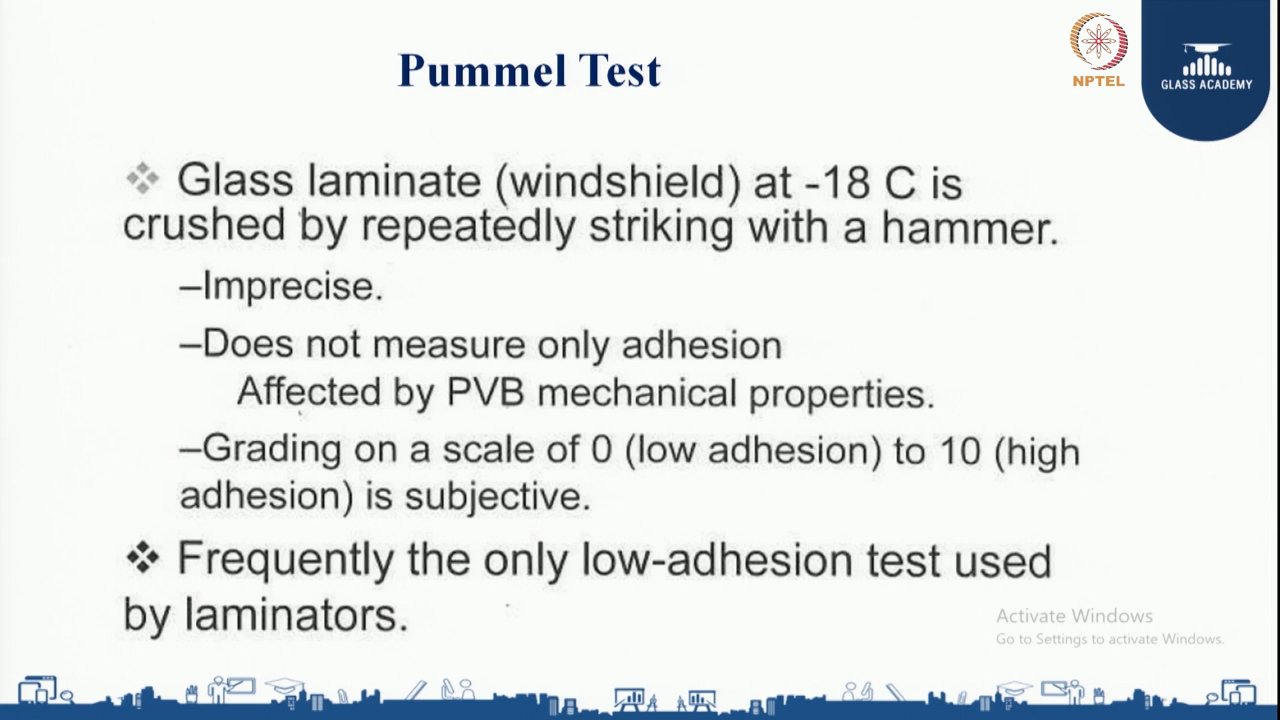 Pummel Test
NPTEL
GLASS ACADEMY
❖ Glass laminate (windshield) at -18 C is
crushed by repeatedly striking with a hammer.
–Imprecise.
–Does not measure only adhesion
Affected by PVB mechanical properties.
–Grading on a scale of 0 (low adhesion) to 10 (high
adhesion) is subjective.
❖ Frequently the only low-adhesion test used
by laminators.
Activate Windows
Go to Settings to activate Windows.